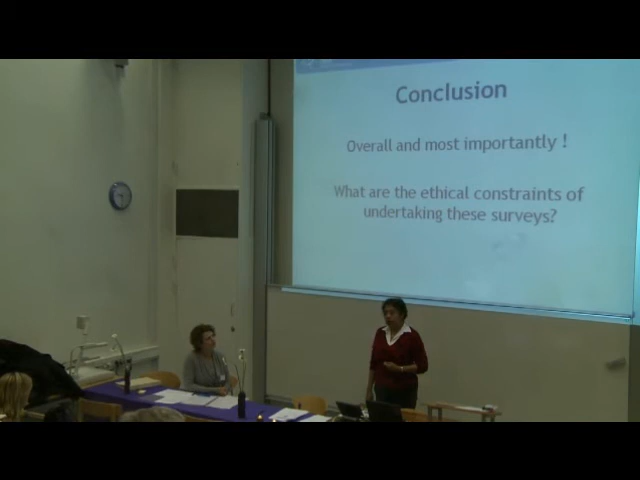 Conclusion
Overall and most importantly !
What are the ethical constraints of
undertaking these surveys?